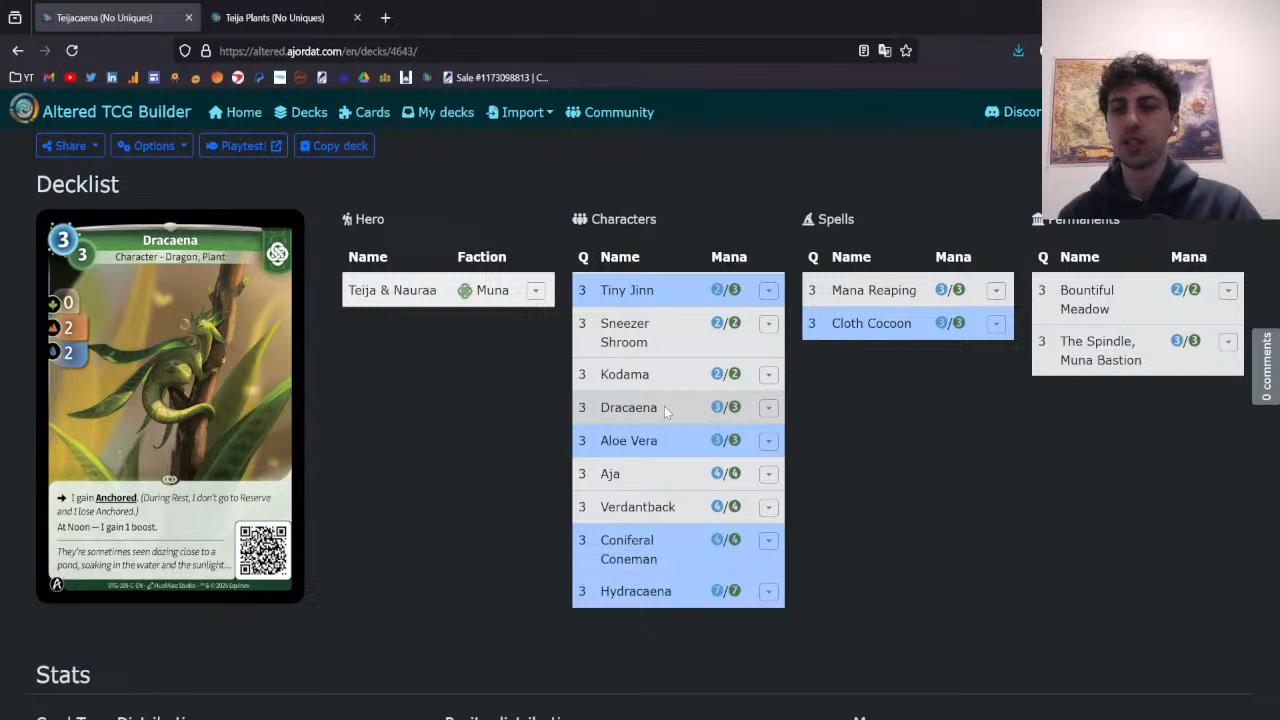 Teijacaena (No Uniques)
Teija Plants (No Uniques)
https://altered.ajordat.com/en/decks/4643/
YT
Sale #1173098813 | C...
Altered TCG Builder Home Decks Cards My decks Import Community
Discor
Share Options Playtest! Copy deck
Decklist
Hero
Name Faction
Teija & Nauraa Muna
Characters
Q Name Mana
3 Tiny Jinn 2/3
3 Sneezer Shroom 2/2
3 Kodama 2/2
3 Dracaena 3/3
3 Aloe Vera 3/3
3 Aja 4/4
3 Verdantback 4/4
3 Coniferal Coneman 4/4
3 Hydracaena 7/7
Spells
Q Name Mana
3 Mana Reaping 3/3
3 Cloth Cocoon 3/3
Permanents
Q Name Mana
3 Bountiful Meadow 2/2
3 The Spindle, Muna Bastion 3/3
3
3
Dracaena
Character - Dragon, Plant
0
2
2
I gain Anchored. (During Rest, I don't go to Reserve
and I lose Anchored.)
At Noon — I gain 1 boost.
They're sometimes seen dozing close to a
pond, soaking in the water and the sunlight...
0 comments
Stats